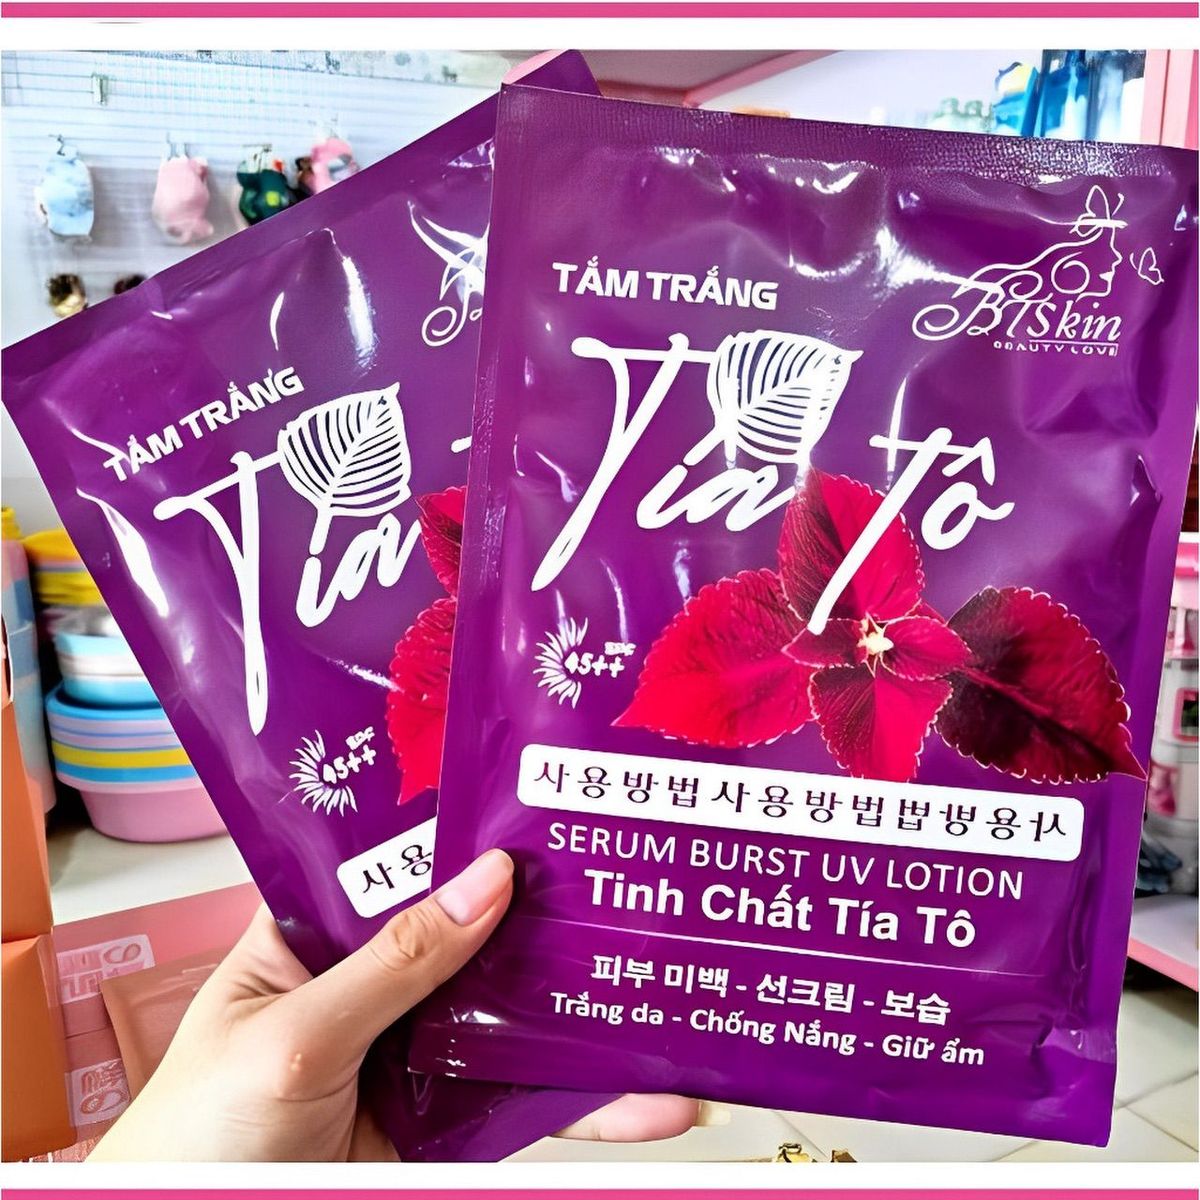 TẮM TRẮNG
BTSkin
BEAUTY LOVE
Tía Tô
45++
사용방법 사용방법
SERUM BURST UV LOTION
Tinh Chất Tía Tô
피부 미백 - 선크림 - 보습
Trắng da - Chống Nắng - Giữ ẩm
TẮM TRẮNG
Tía
45++
사용